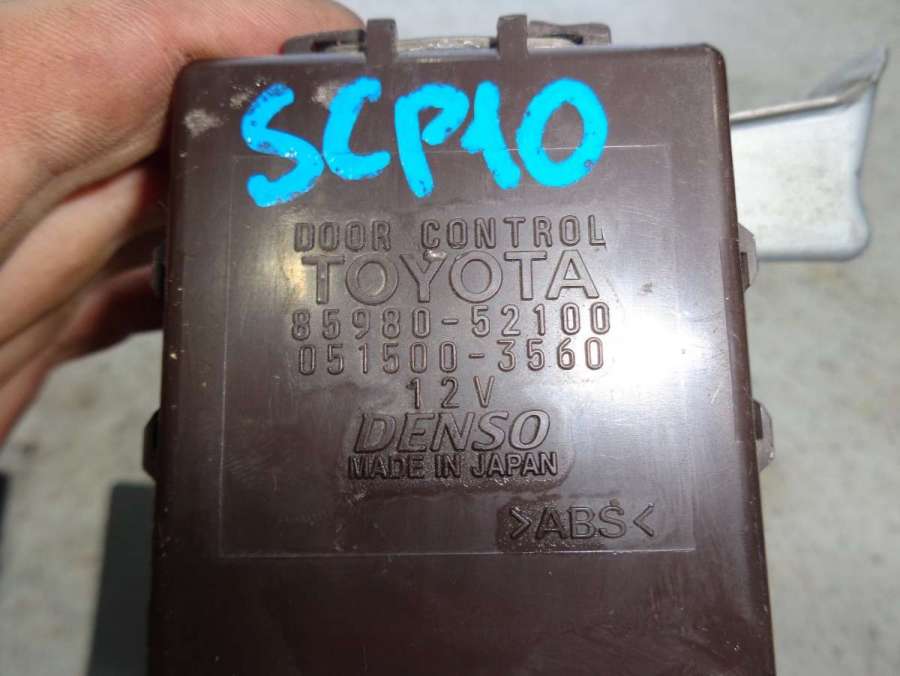 SCP10
DOOR CONTROL
TOYOTA
85980-52100
051500-3560
12V
DENSO
MADE IN JAPAN
>ABS<